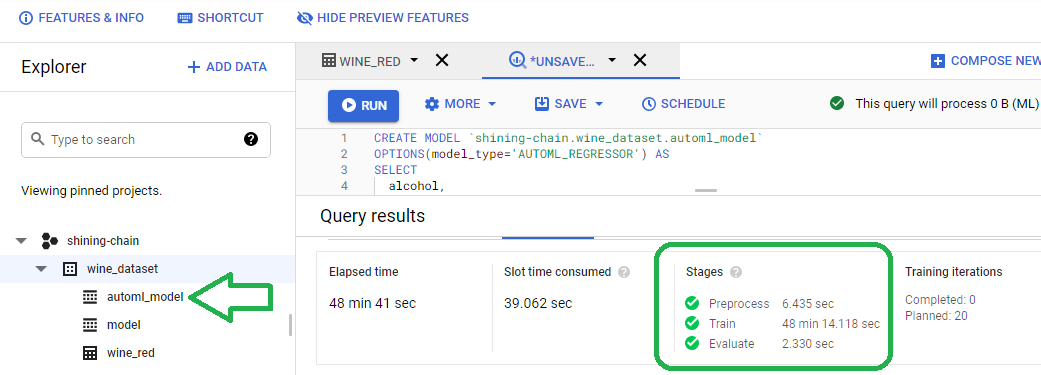 FEATURES & INFO SHORTCUT HIDE PREVIEW FEATURES
Explorer
+ ADD DATA
Type to search
Viewing pinned projects.
shining-chain
wine_dataset
automl_model
model
wine_red
WINE_RED
*UNSAVE...
COMPOSE NEW
RUN MORE SAVE SCHEDULE
This query will process 0 B (ML)
1 CREATE MODEL `shining-chain.wine_dataset.automl_model`
2 OPTIONS(model_type='AUTOML_REGRESSOR') AS
3 SELECT
4 alcohol,
Query results
Elapsed time
48 min 41 sec
Slot time consumed
39.062 sec
Stages
Preprocess 6.435 sec
Train 48 min 14.118 sec
Evaluate 2.330 sec
Training iterations
Completed: 0
Planned: 20